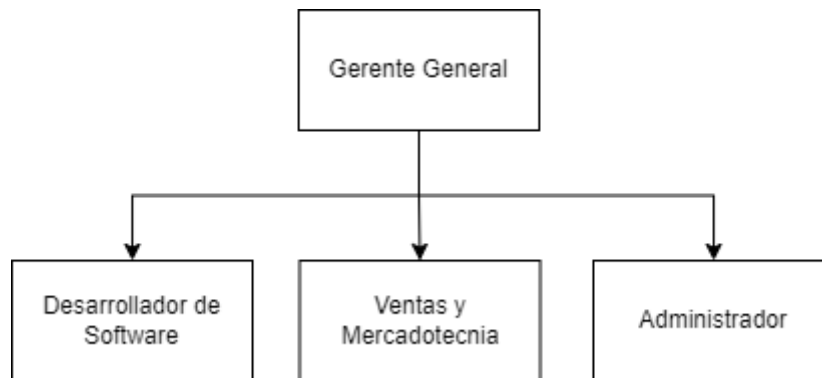 Gerente General
Desarrollador de
Software
Ventas y
Mercadotecnia
Administrador